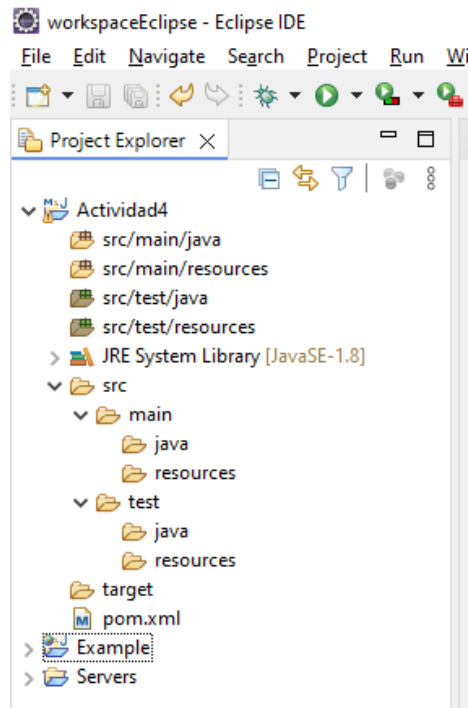 workspaceEclipse - Eclipse IDE
File Edit Navigate Search Project Run
Project Explorer
Actividad4
src/main/java
src/main/resources
src/test/java
src/test/resources
JRE System Library [JavaSE-1.8]
src
main
java
resources
test
java
resources
target
pom.xml
Example
Servers